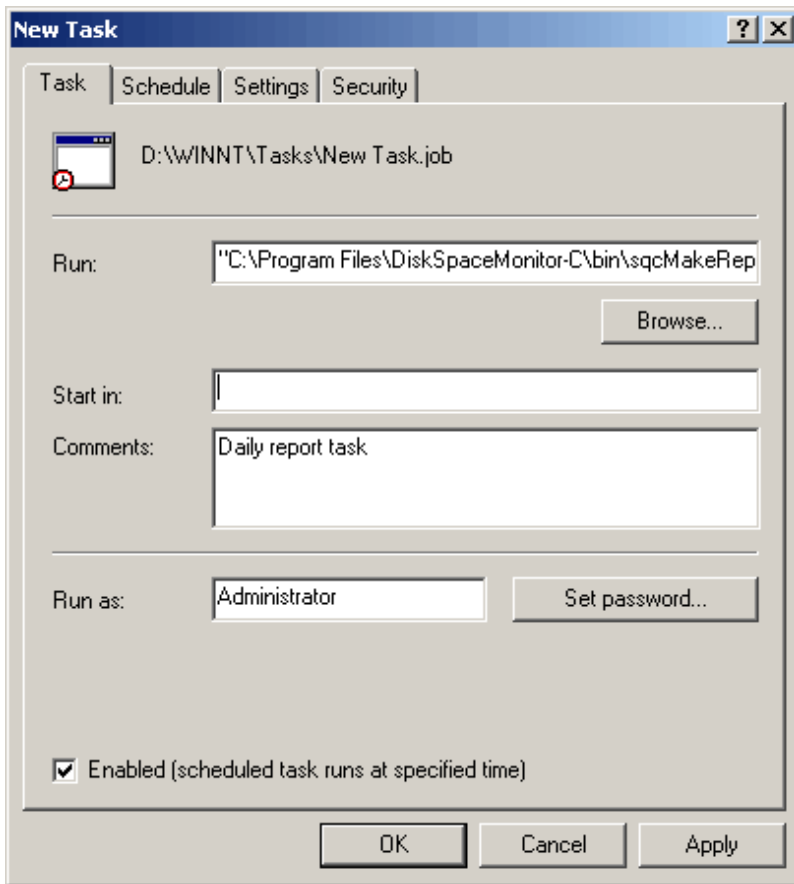 New Task
Task Schedule Settings Security
D:\WINNT\Tasks\New Task.job
Run: "C:\Program Files\DiskSpaceMonitor-C\bin\sqcMakeRep
Browse...
Start in:
Comments: Daily report task
Run as: Administrator Set password...
Enabled (scheduled task runs at specified time)
OK Cancel Apply